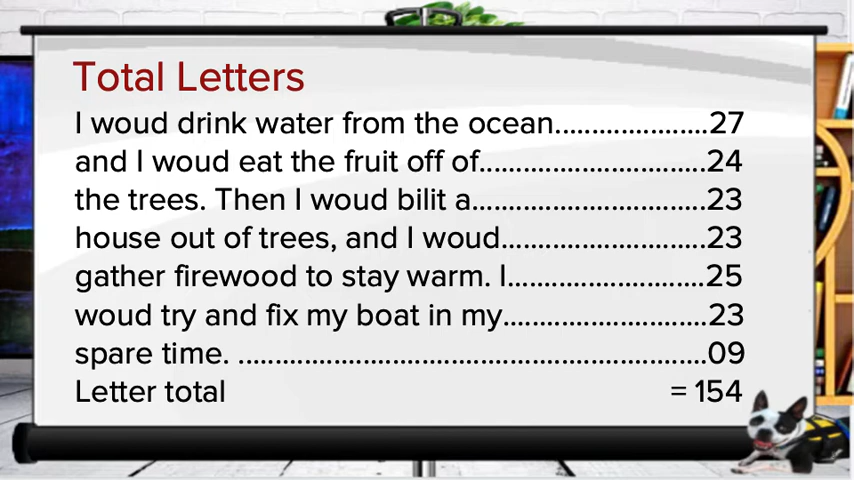 Total Letters
I woud drink water from the ocean.....................27
and I woud eat the fruit off of...............................24
the trees. Then I woud bilit a................................23
house out of trees, and I woud............................23
gather firewood to stay warm. I...........................25
woud try and fix my boat in my............................23
spare time. ................................................................09
Letter total = 154